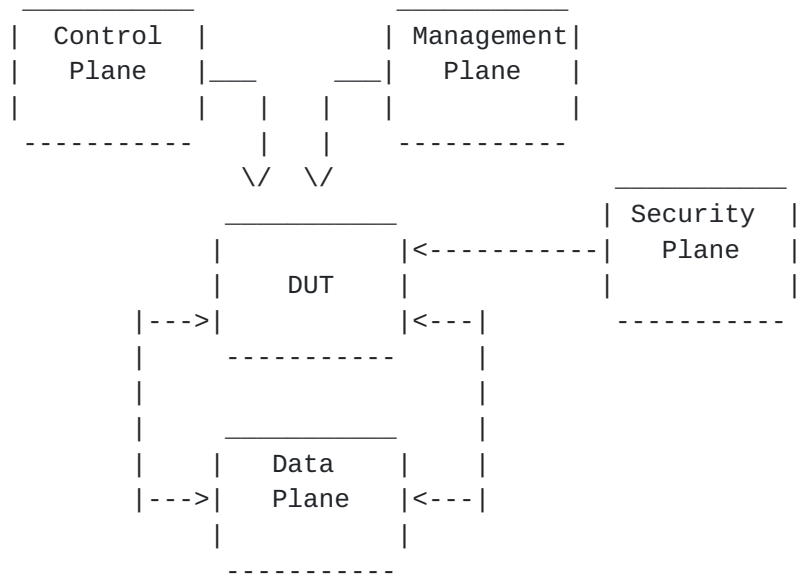 Control
Plane
Management
Plane
Security
Plane
DUT
Data
Plane